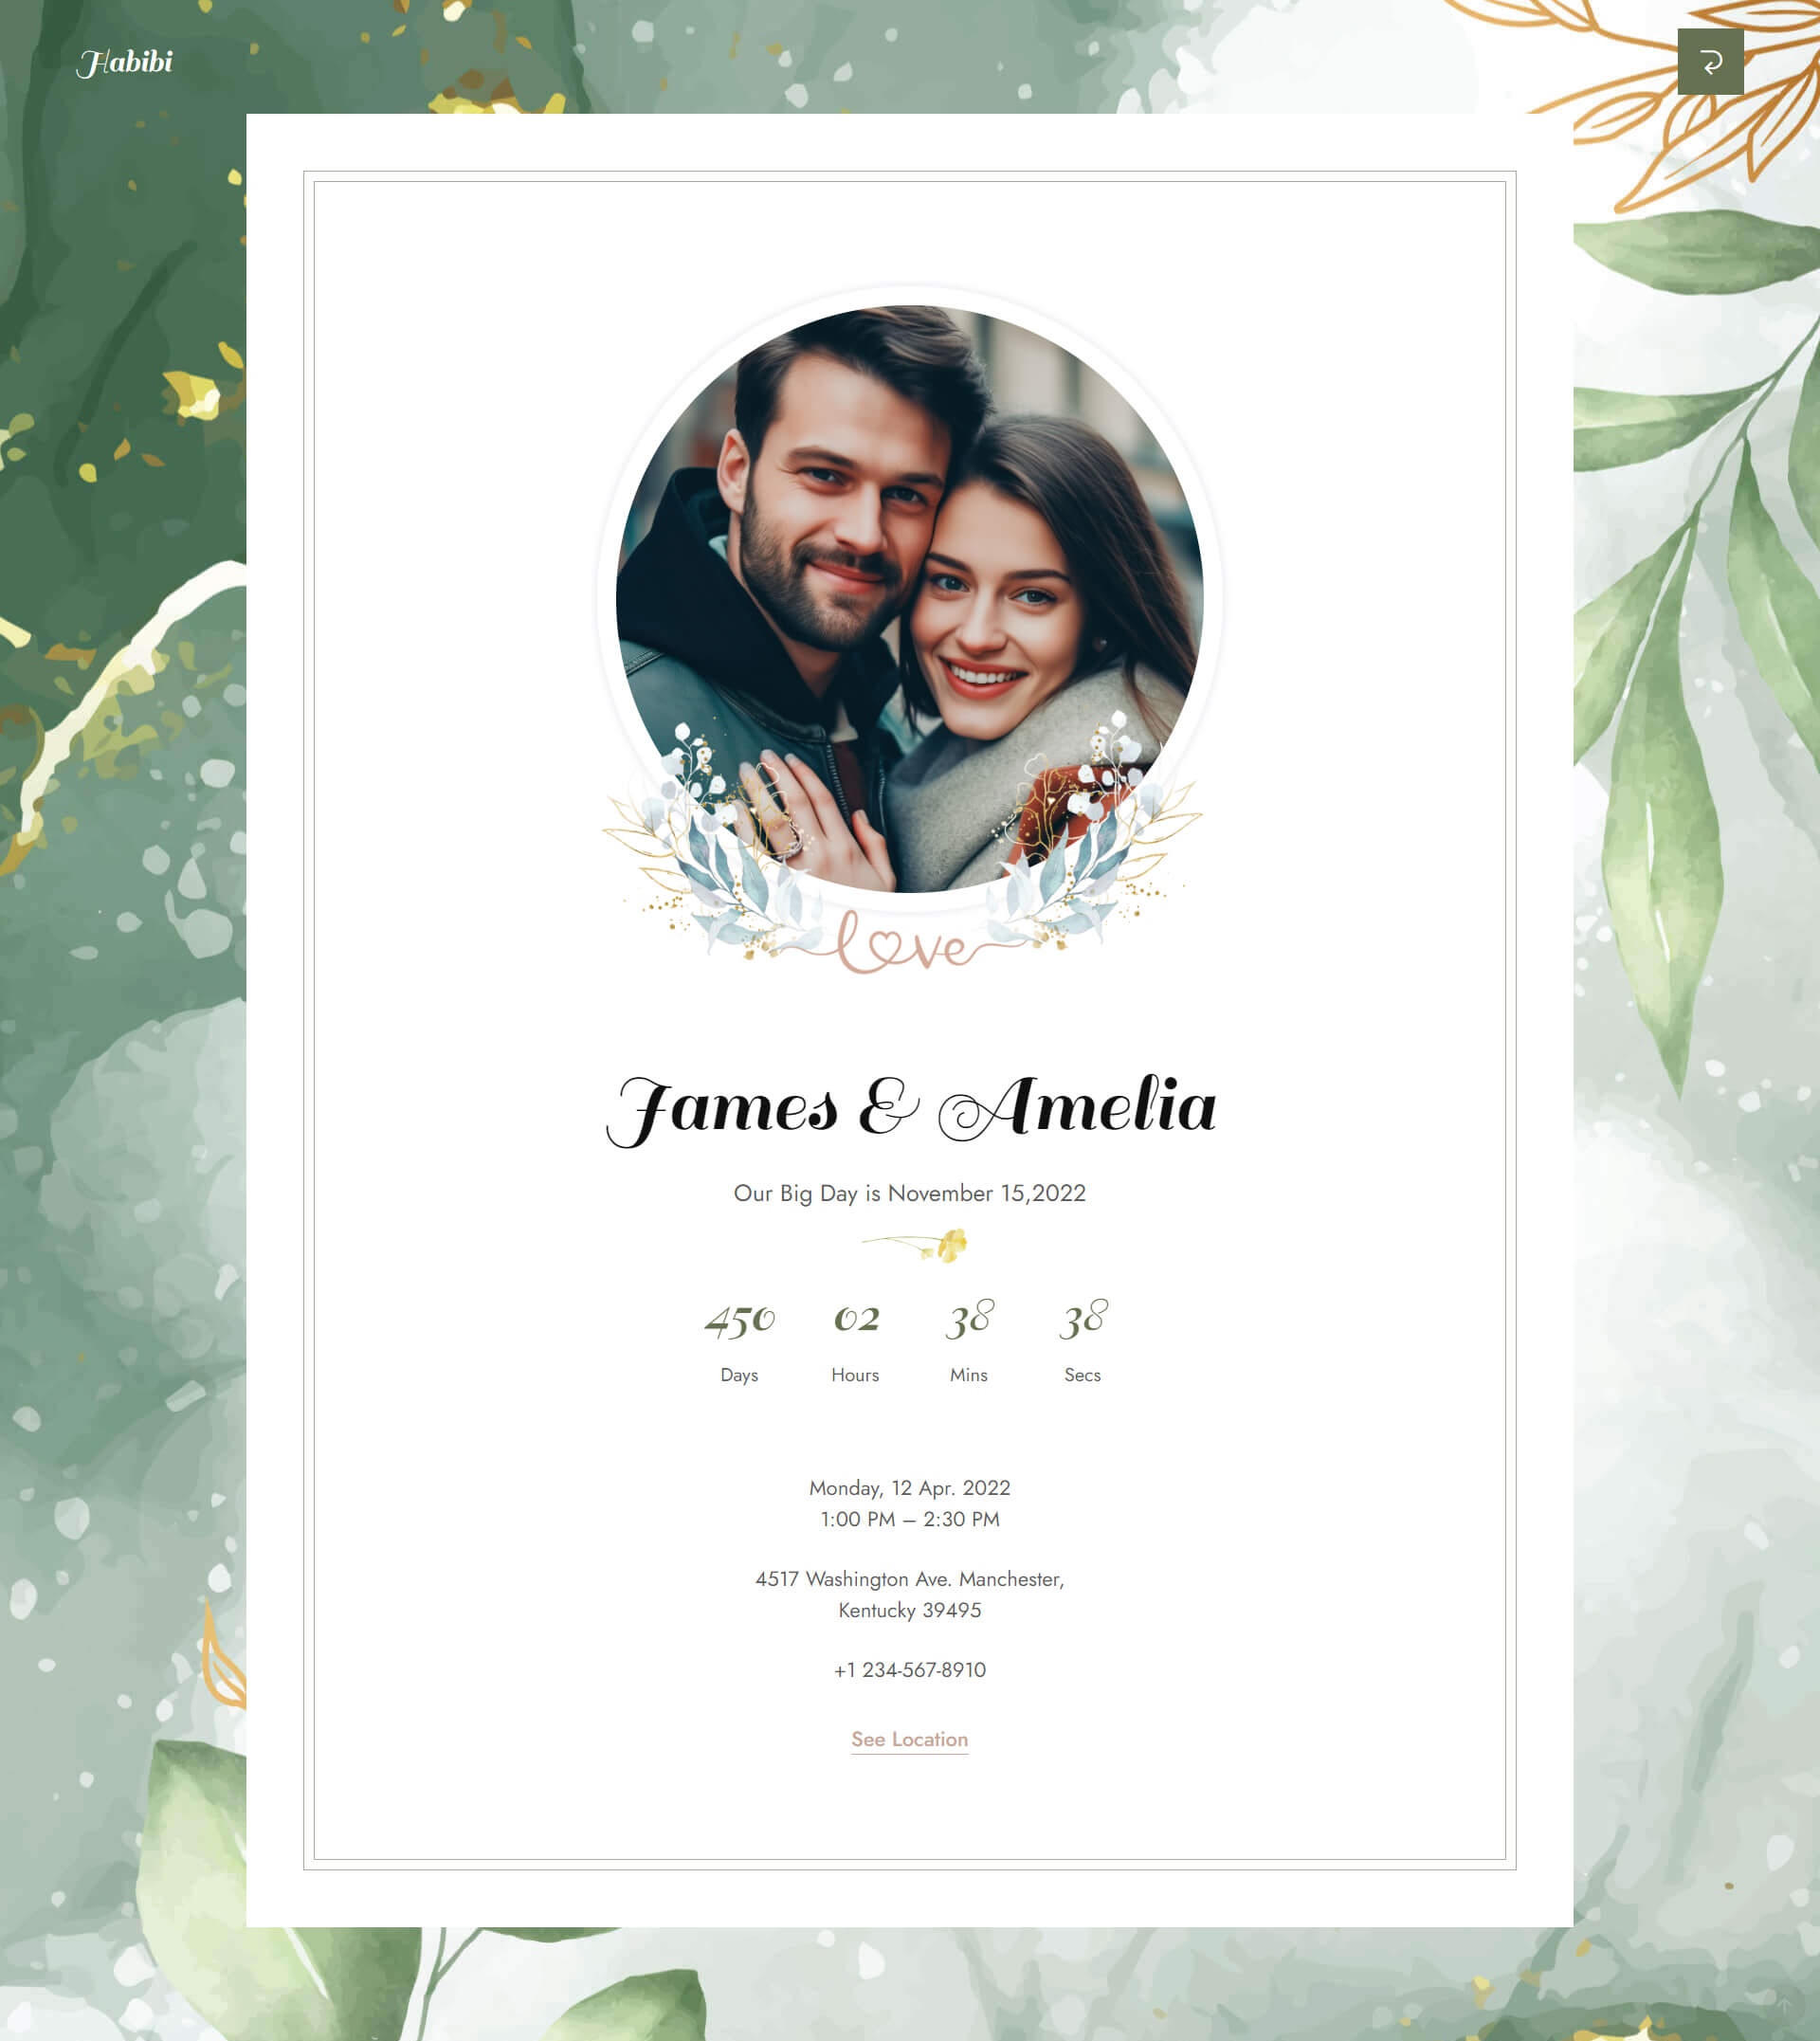 Habibi
love
James & Amelia
Our Big Day is November 15,2022
450 02 38 38
Days Hours Mins Secs
Monday, 12 Apr. 2022
1:00 PM – 2:30 PM
4517 Washington Ave. Manchester,
Kentucky 39495
+1 234-567-8910
See Location